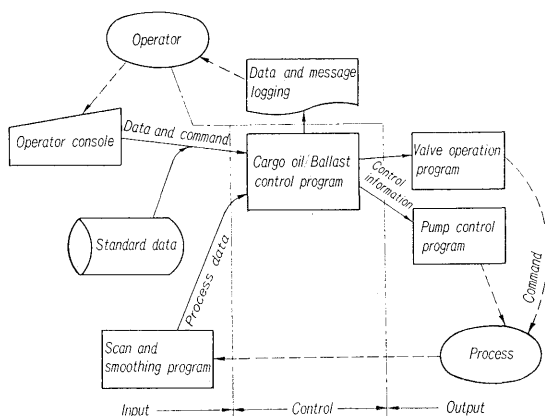 Operator
Data and message
logging
Operator console
Data and command
Cargo oil/Ballast
control program
Valve operation
program
Control
information
Pump control
program
Standard data
Process data
Command
Scan and
smoothing program
Process
Input
Control
Output